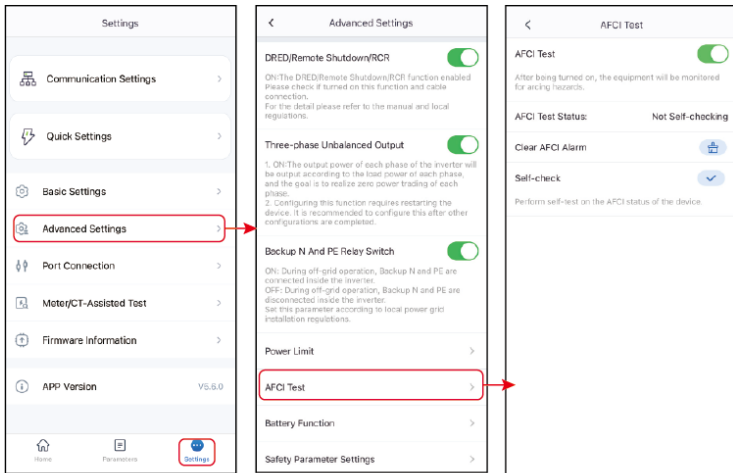 Settings
Communication Settings
Quick Settings
Basic Settings
Advanced Settings
Port Connection
Meter/CT-Assisted Test
Firmware Information
APP Version V5.6.0
Home Parameters Settings
Advanced Settings
DRED/Remote Shutdown/RCR
ON:The DRED/Remote Shutdown/RCR function enabled
Please check if turned on this function and cable
connection.
For the detail please refer to the manual and local
regulations.
Three-phase Unbalanced Output
1. ON:The output power of each phase of the inverter will
be output according to the load power of each phase,
and the goal is to realize zero power trading of each
phase.
2. Configuring this function requires restarting the
device. It is recommended to configure this after other
configurations are completed.
Backup N And PE Relay Switch
ON: During off-grid operation, Backup N and PE are
connected inside the inverter.
OFF: During off-grid operation, Backup N and PE are
disconnected inside the inverter.
Set this parameter according to local power grid
installation regulations.
Power Limit
AFCI Test
Battery Function
Safety Parameter Settings
AFCI Test
AFCI Test
After being turned on, the equipment will be monitored
for arcing hazards.
AFCI Test Status: Not Self-checking
Clear AFCI Alarm
Self-check
Perform self-test on the AFCI status of the device.